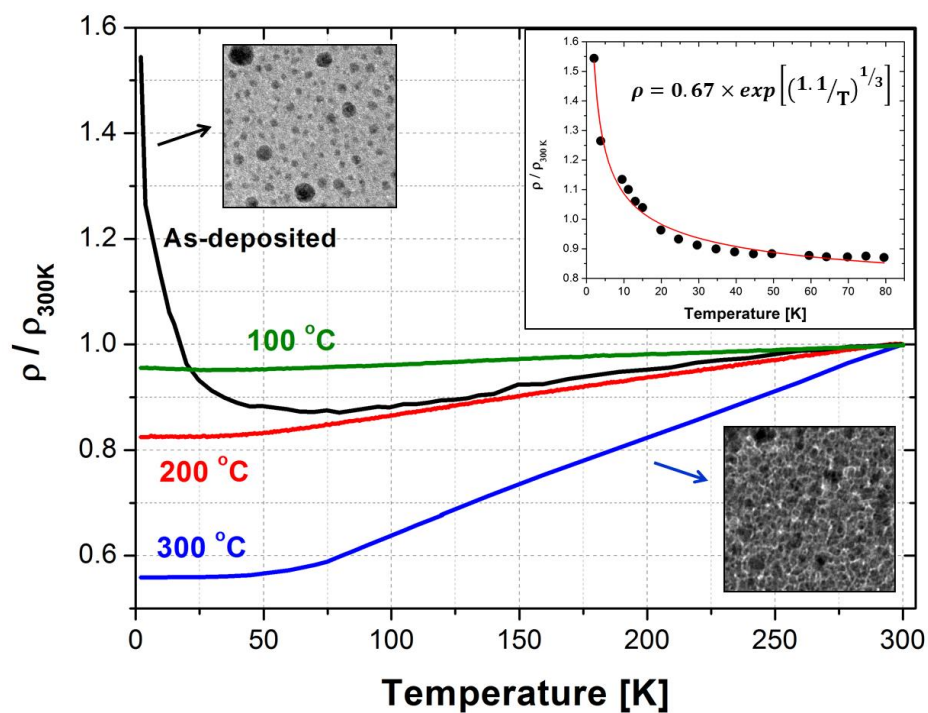 1.6
1.4
1.2
1.0
0.8
0.6
ρ / ρ300K
As-deposited
100 °C
200 °C
300 °C
0 50 100 150 200 250 300
Temperature [K]
1.6
1.5
1.4
1.3
1.2
1.1
1.0
0.9
0.8
ρ / ρ300 K
ρ = 0.67 × exp[(1.1/T)^1/3]
0 10 20 30 40 50 60 70 80 90
Temperature [K]